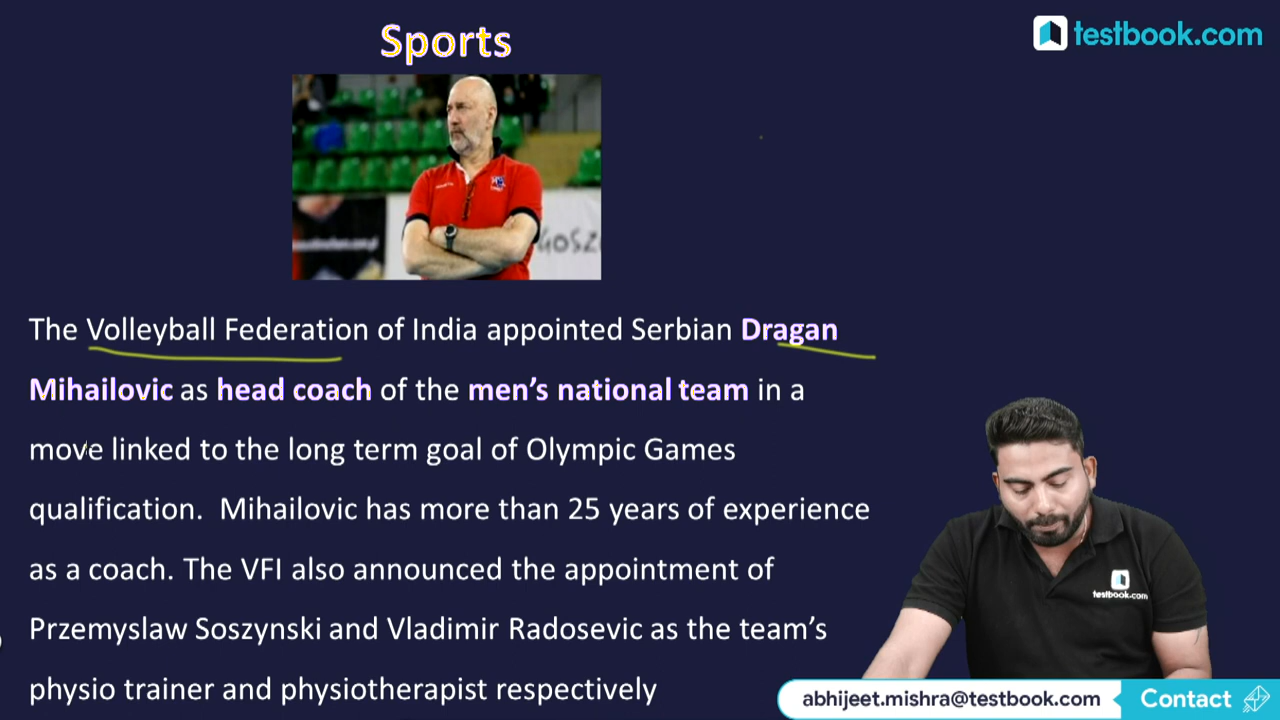 Sports
testbook.com
GOSZ
The Volleyball Federation of India appointed Serbian Dragan
Mihailovic as head coach of the men's national team in a
move linked to the long term goal of Olympic Games
qualification. Mihailovic has more than 25 years of experience
as a coach. The VFI also announced the appointment of
Przemyslaw Soszynski and Vladimir Radosevic as the team's
physio trainer and physiotherapist respectively
testbook.com
abhijeet.mishra@testbook.com Contact